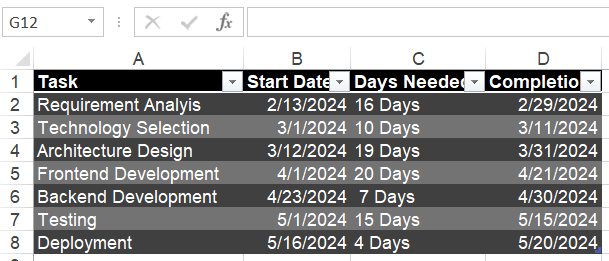 G12 fx
A B C D
1 Task Start Date Days Needed Completio
2 Requirement Analyis 2/13/2024 16 Days 2/29/2024
3 Technology Selection 3/1/2024 10 Days 3/11/2024
4 Architecture Design 3/12/2024 19 Days 3/31/2024
5 Frontend Development 4/1/2024 20 Days 4/21/2024
6 Backend Development 4/23/2024 7 Days 4/30/2024
7 Testing 5/1/2024 15 Days 5/15/2024
8 Deployment 5/16/2024 4 Days 5/20/2024